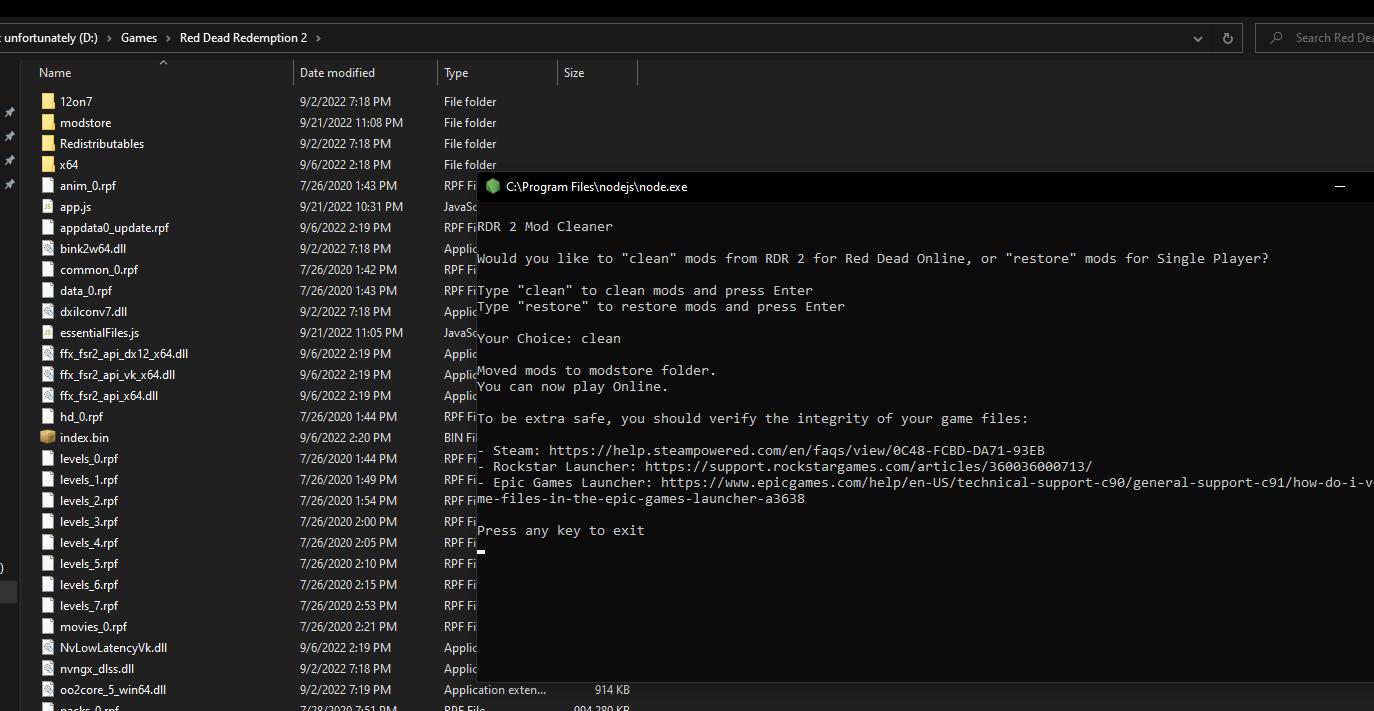 unfortunately (D:) > Games > Red Dead Redemption 2 >
Search Red Dea
Name Date modified Type Size
12on7 9/2/2022 7:18 PM File folder
modstore 9/21/2022 11:08 PM File folder
Redistributables 9/2/2022 7:18 PM File folder
x64 9/6/2022 2:18 PM File folder
anim_0.rpf 7/26/2020 1:43 PM RPF Fi
app.js 9/21/2022 10:31 PM JavaSc
appdata0_update.rpf 9/6/2022 2:19 PM RPF Fi
bink2w64.dll 9/2/2022 7:18 PM Applic
common_0.rpf 7/26/2020 1:42 PM RPF Fi
data_0.rpf 7/26/2020 1:43 PM RPF Fi
dxilconv7.dll 9/2/2022 7:18 PM Applic
essentialFiles.js 9/21/2022 11:05 PM JavaSc
ffx_fsr2_api_dx12_x64.dll 9/6/2022 2:19 PM Applic
ffx_fsr2_api_vk_x64.dll 9/6/2022 2:19 PM Applic
ffx_fsr2_api_x64.dll 9/6/2022 2:19 PM Applic
hd_0.rpf 7/26/2020 1:44 PM RPF Fi
index.bin 9/6/2022 2:20 PM BIN Fil
levels_0.rpf 7/26/2020 1:44 PM RPF Fi
levels_1.rpf 7/26/2020 1:49 PM RPF Fi
levels_2.rpf 7/26/2020 1:54 PM RPF Fi
levels_3.rpf 7/26/2020 2:00 PM RPF Fi
levels_4.rpf 7/26/2020 2:05 PM RPF Fi
levels_5.rpf 7/26/2020 2:10 PM RPF Fi
levels_6.rpf 7/26/2020 2:15 PM RPF Fi
levels_7.rpf 7/26/2020 2:53 PM RPF Fi
movies_0.rpf 7/26/2020 2:21 PM RPF Fi
NvLowLatencyVk.dll 9/6/2022 2:19 PM Applic
nvngx_dlss.dll 9/2/2022 7:18 PM Applic
oo2core_5_win64.dll 9/2/2022 7:19 PM Application exten... 914 KB
packs_0.rpf 7/28/2020 7:51 PM RPF File 994,280 KB
C:\Program Files\nodejs\node.exe
RDR 2 Mod Cleaner
Would you like to "clean" mods from RDR 2 for Red Dead Online, or "restore" mods for Single Player?
Type "clean" to clean mods and press Enter
Type "restore" to restore mods and press Enter
Your Choice: clean
Moved mods to modstore folder.
You can now play Online.
To be extra safe, you should verify the integrity of your game files:
- Steam: https://help.steampowered.com/en/faqs/view/0C48-FCBD-DA71-93EB
- Rockstar Launcher: https://support.rockstargames.com/articles/360036000713/
- Epic Games Launcher: https://www.epicgames.com/help/en-US/technical-support-c90/general-support-c91/how-do-i-v
me-files-in-the-epic-games-launcher-a3638
Press any key to exit